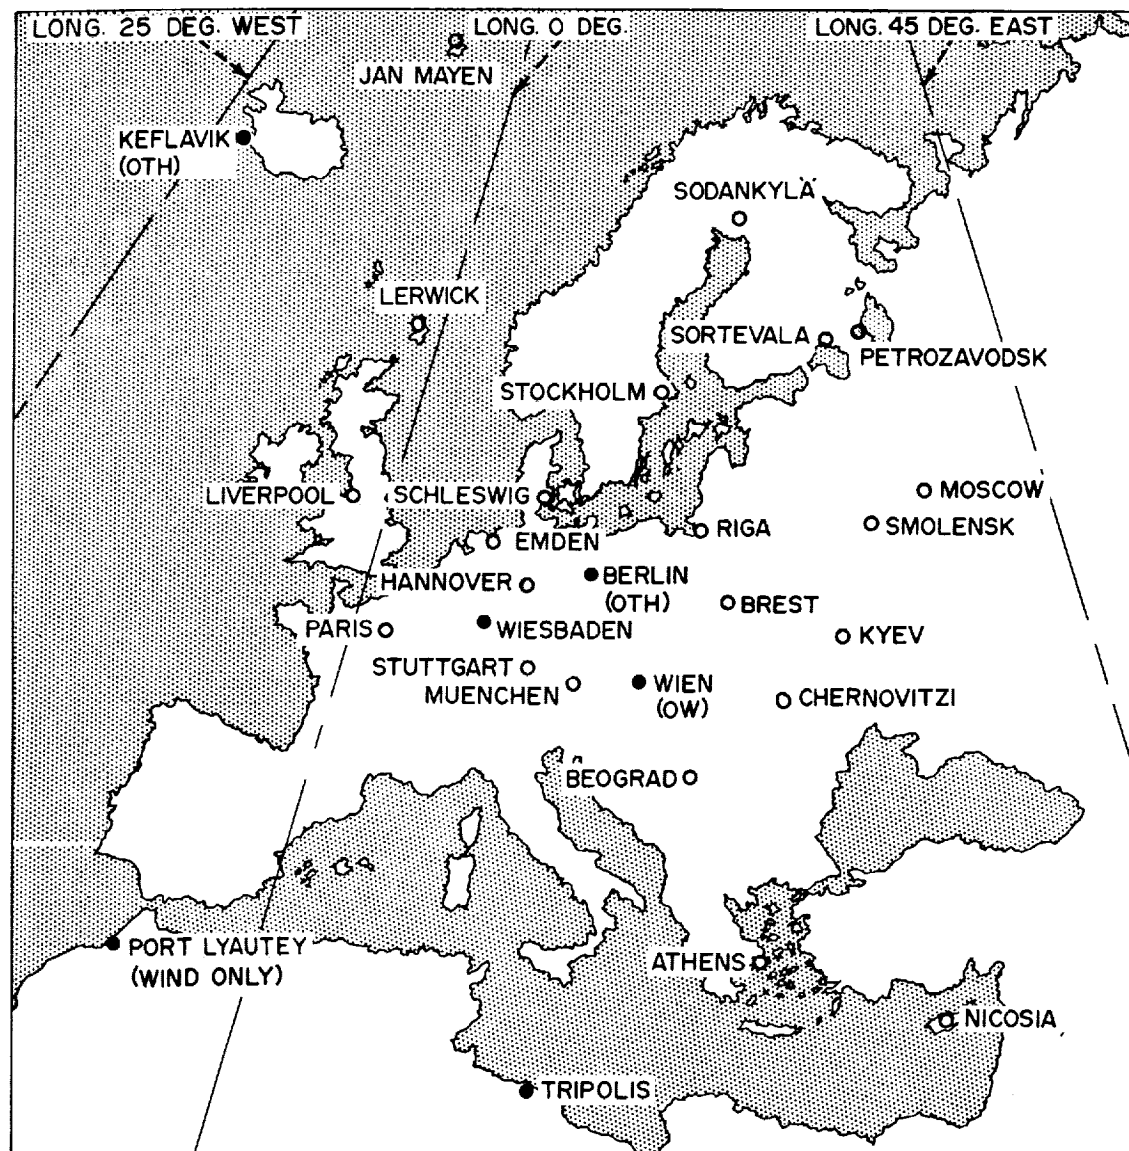 LONG. 25 DEG. WEST
LONG. 0 DEG.
LONG. 45 DEG. EAST
JAN MAYEN
KEFLAVIK
(OTH)
SODANKYLÄ
LERWICK
SORTEVALA
PETROZAVODSK
STOCKHOLM
LIVERPOOL
SCHLESWIG
MOSCOW
SMOLENSK
RIGA
EMDEN
HANNOVER
BERLIN
(OTH)
BREST
PARIS
WIESBADEN
KYEV
STUTTGART
MUENCHEN
WIEN
(OW)
CHERNOVITZI
BEOGRAD
PORT LYAUTEY
(WIND ONLY)
ATHENS
NICOSIA
TRIPOLIS